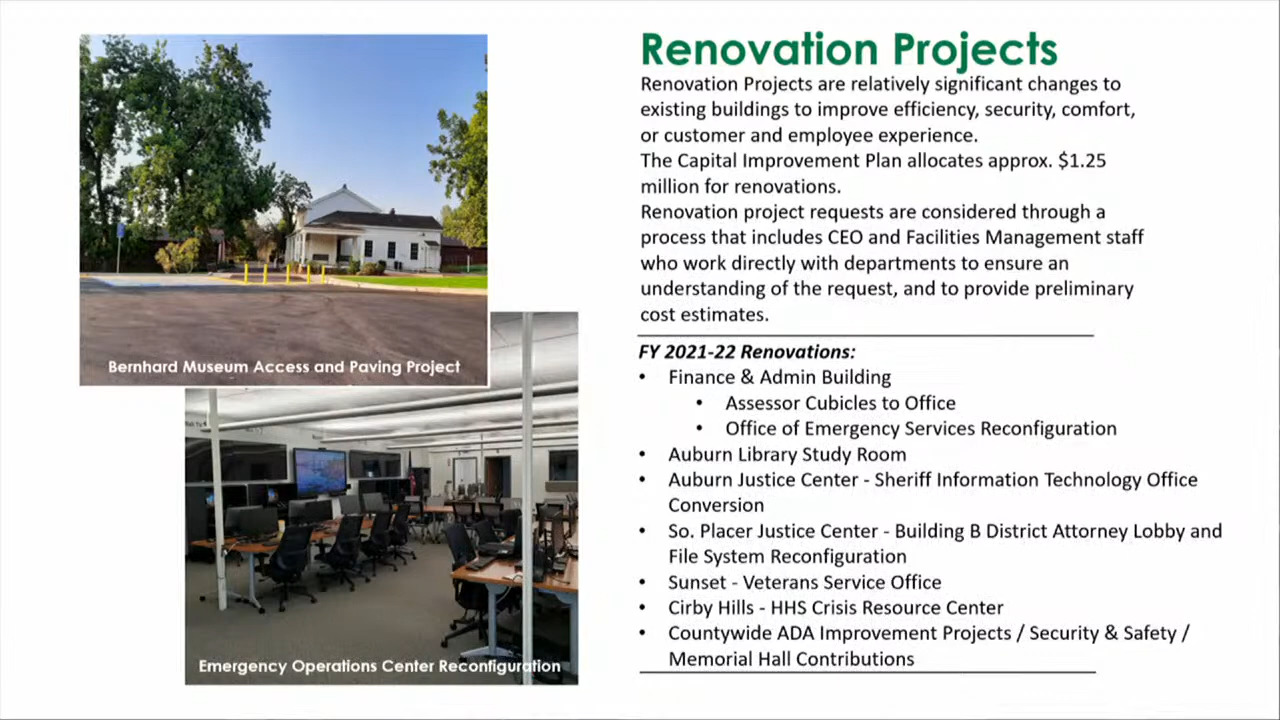 Renovation Projects
Renovation Projects are relatively significant changes to
existing buildings to improve efficiency, security, comfort,
or customer and employee experience.
The Capital Improvement Plan allocates approx. $1.25
million for renovations.
Renovation project requests are considered through a
process that includes CEO and Facilities Management staff
who work directly with departments to ensure an
understanding of the request, and to provide preliminary
cost estimates.
FY 2021-22 Renovations:
• Finance & Admin Building
• Assessor Cubicles to Office
• Office of Emergency Services Reconfiguration
• Auburn Library Study Room
• Auburn Justice Center - Sheriff Information Technology Office
Conversion
• So. Placer Justice Center - Building B District Attorney Lobby and
File System Reconfiguration
• Sunset - Veterans Service Office
• Cirby Hills - HHS Crisis Resource Center
• Countywide ADA Improvement Projects / Security & Safety /
Memorial Hall Contributions
Bernhard Museum Access and Paving Project
Emergency Operations Center Reconfiguration